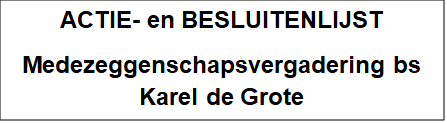 ACTIE- en BESLUITENLIJST
Medezeggenschapsvergadering bs
Karel de Grote